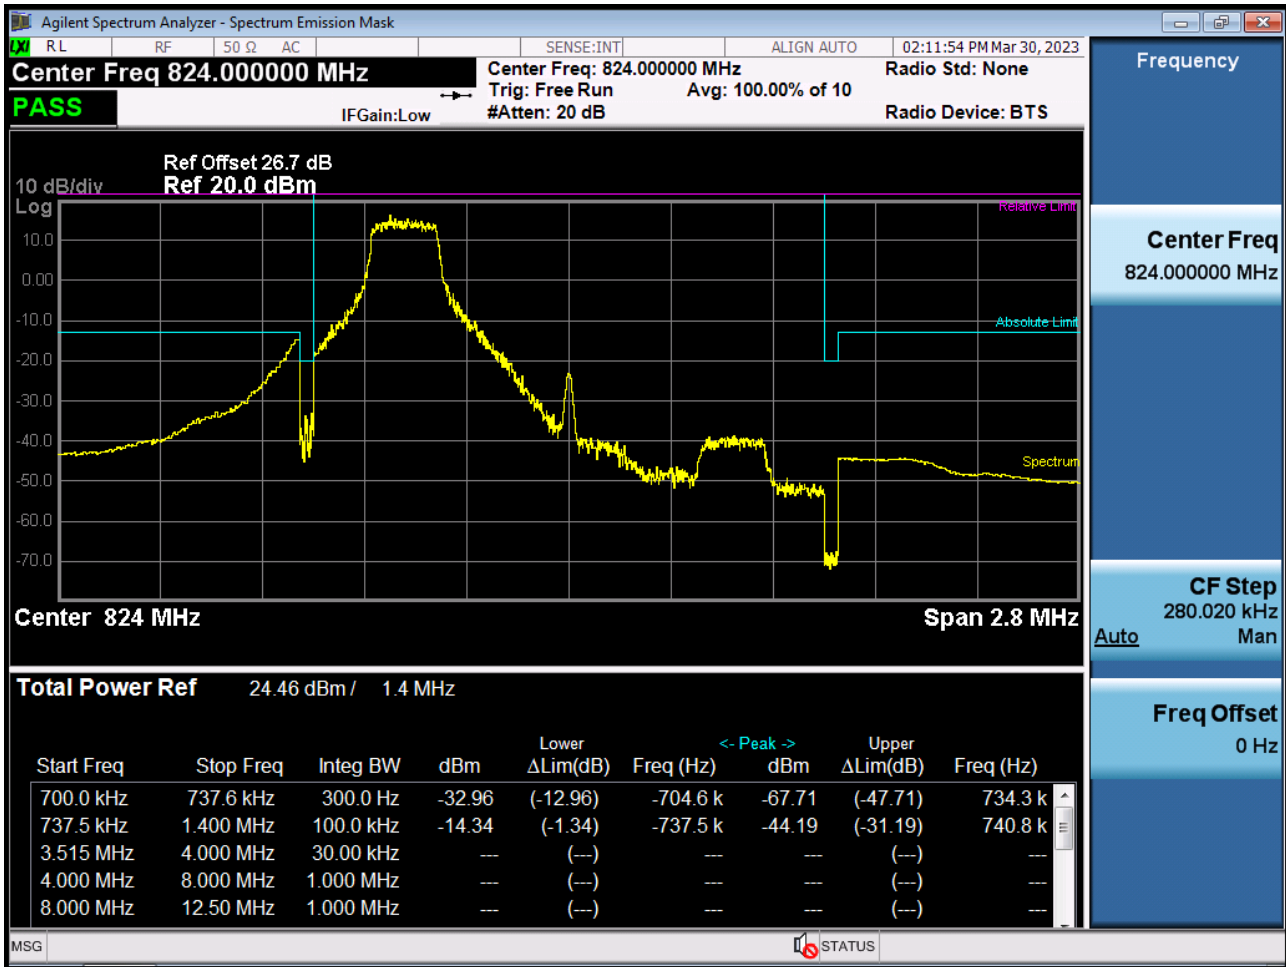 Agilent Spectrum Analyzer - Spectrum Emission Mask
LXI RL RF 50 Ω AC SENSE:INT ALIGN AUTO 02:11:54 PM Mar 30, 2023
Center Freq 824.000000 MHz
Center Freq: 824.000000 MHz Radio Std: None
Trig: Free Run Avg: 100.00% of 10
PASS
IFGain:Low #Atten: 20 dB Radio Device: BTS
Ref Offset 26.7 dB
10 dB/div Ref 20.0 dBm
Log
Relative Limit
10.0
0.00
-10.0
Absolute Limit
-20.0
-30.0
-40.0
Spectrum
-50.0
-60.0
-70.0
Center 824 MHz Span 2.8 MHz
Total Power Ref 24.46 dBm / 1.4 MHz
Lower <- Peak -> Upper
Start Freq Stop Freq Integ BW dBm ΔLim(dB) Freq (Hz) dBm ΔLim(dB) Freq (Hz)
700.0 kHz 737.6 kHz 300.0 Hz -32.96 (-12.96) -704.6 k -67.71 (-47.71) 734.3 k
737.5 kHz 1.400 MHz 100.0 kHz -14.34 (-1.34) -737.5 k -44.19 (-31.19) 740.8 k
3.515 MHz 4.000 MHz 30.00 kHz --- (---) --- --- (---) ---
4.000 MHz 8.000 MHz 1.000 MHz --- (---) --- --- (---) ---
8.000 MHz 12.50 MHz 1.000 MHz --- (---) --- --- (---) ---
MSG STATUS
Frequency
Center Freq
824.000000 MHz
CF Step
280.020 kHz
Auto Man
Freq Offset
0 Hz